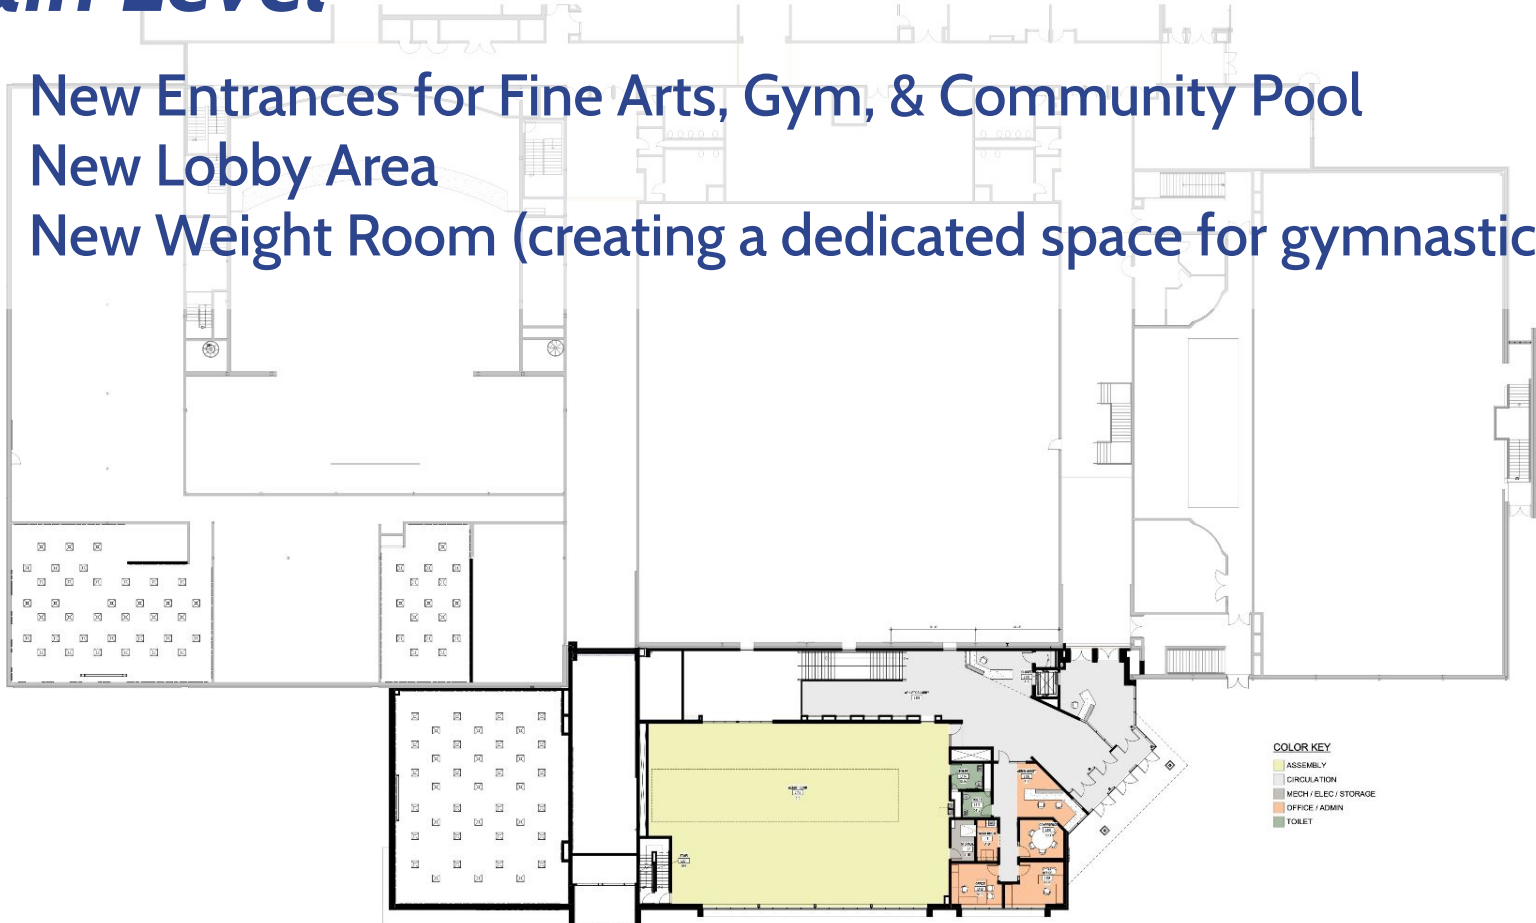 Level
New Entrances for Fine Arts, Gym, & Community Pool
New Lobby Area
New Weight Room (creating a dedicated space for gymnastic
COLOR KEY
ASSEMBLY
CIRCULATION
MECH / ELEC / STORAGE
OFFICE / ADMIN
TOILET